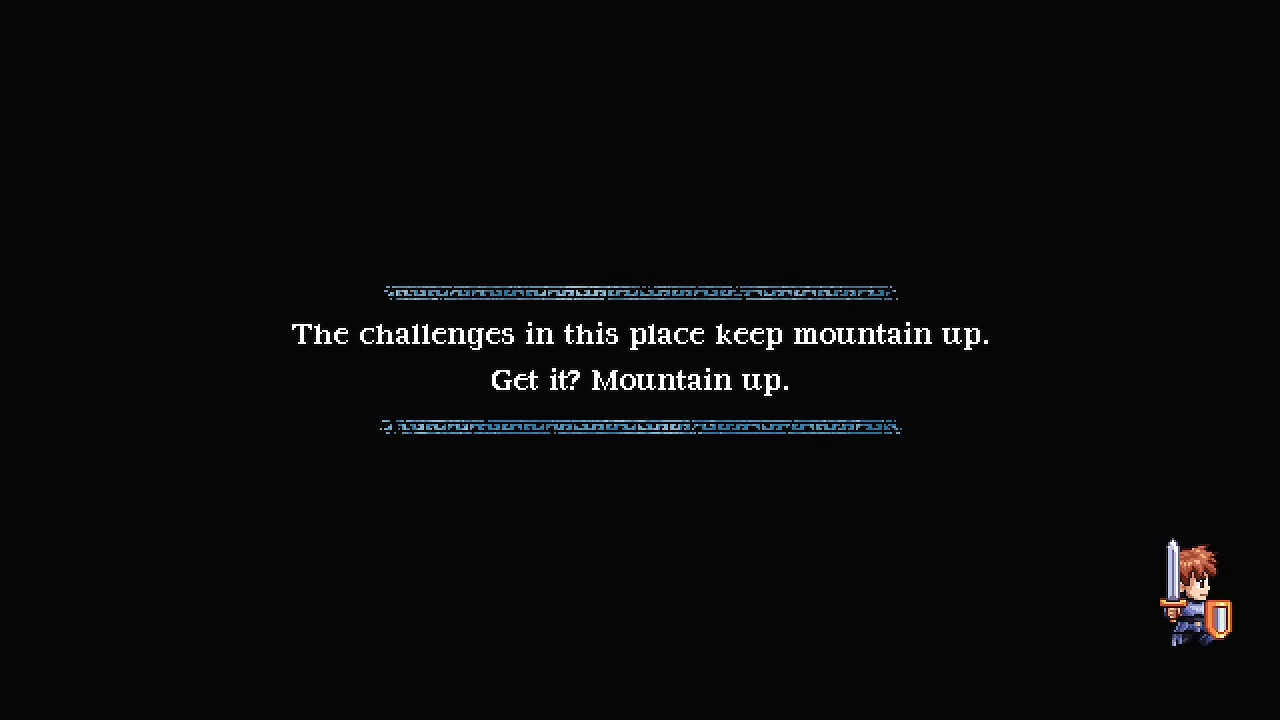 The challenges in this place keep mountain up.
Get it? Mountain up.